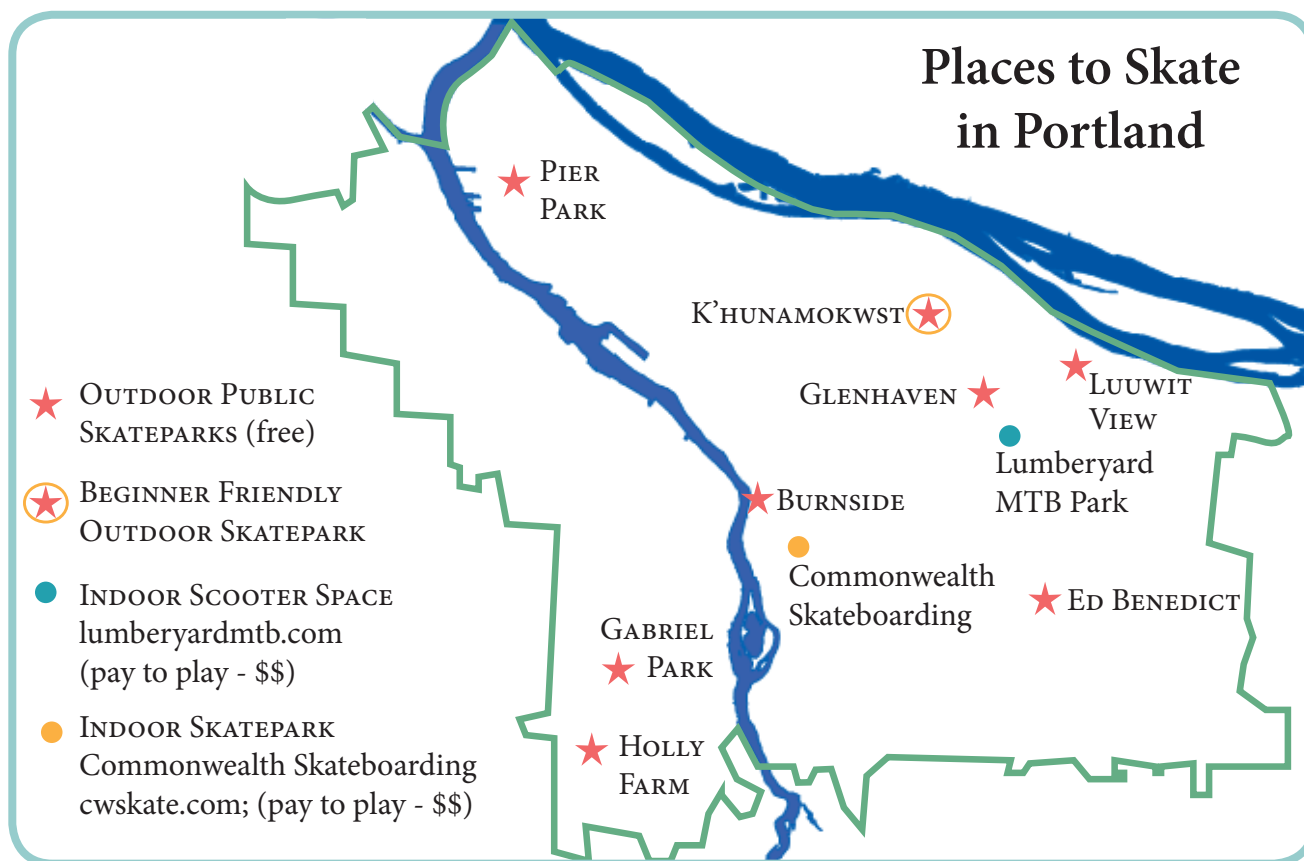 Places to Skate
in Portland
Pier
Park
K'hunamokwst
Glenhaven
Luuwit
View
Lumberyard
MTB Park
Burnside
Commonwealth
Skateboarding
Ed Benedict
Gabriel
Park
Holly
Farm
Outdoor Public
Skateparks (free)
Beginner Friendly
Outdoor Skatepark
Indoor Scooter Space
lumberyardmtb.com
(pay to play - $$)
Indoor Skatepark
Commonwealth Skateboarding
cwskate.com; (pay to play - $$)